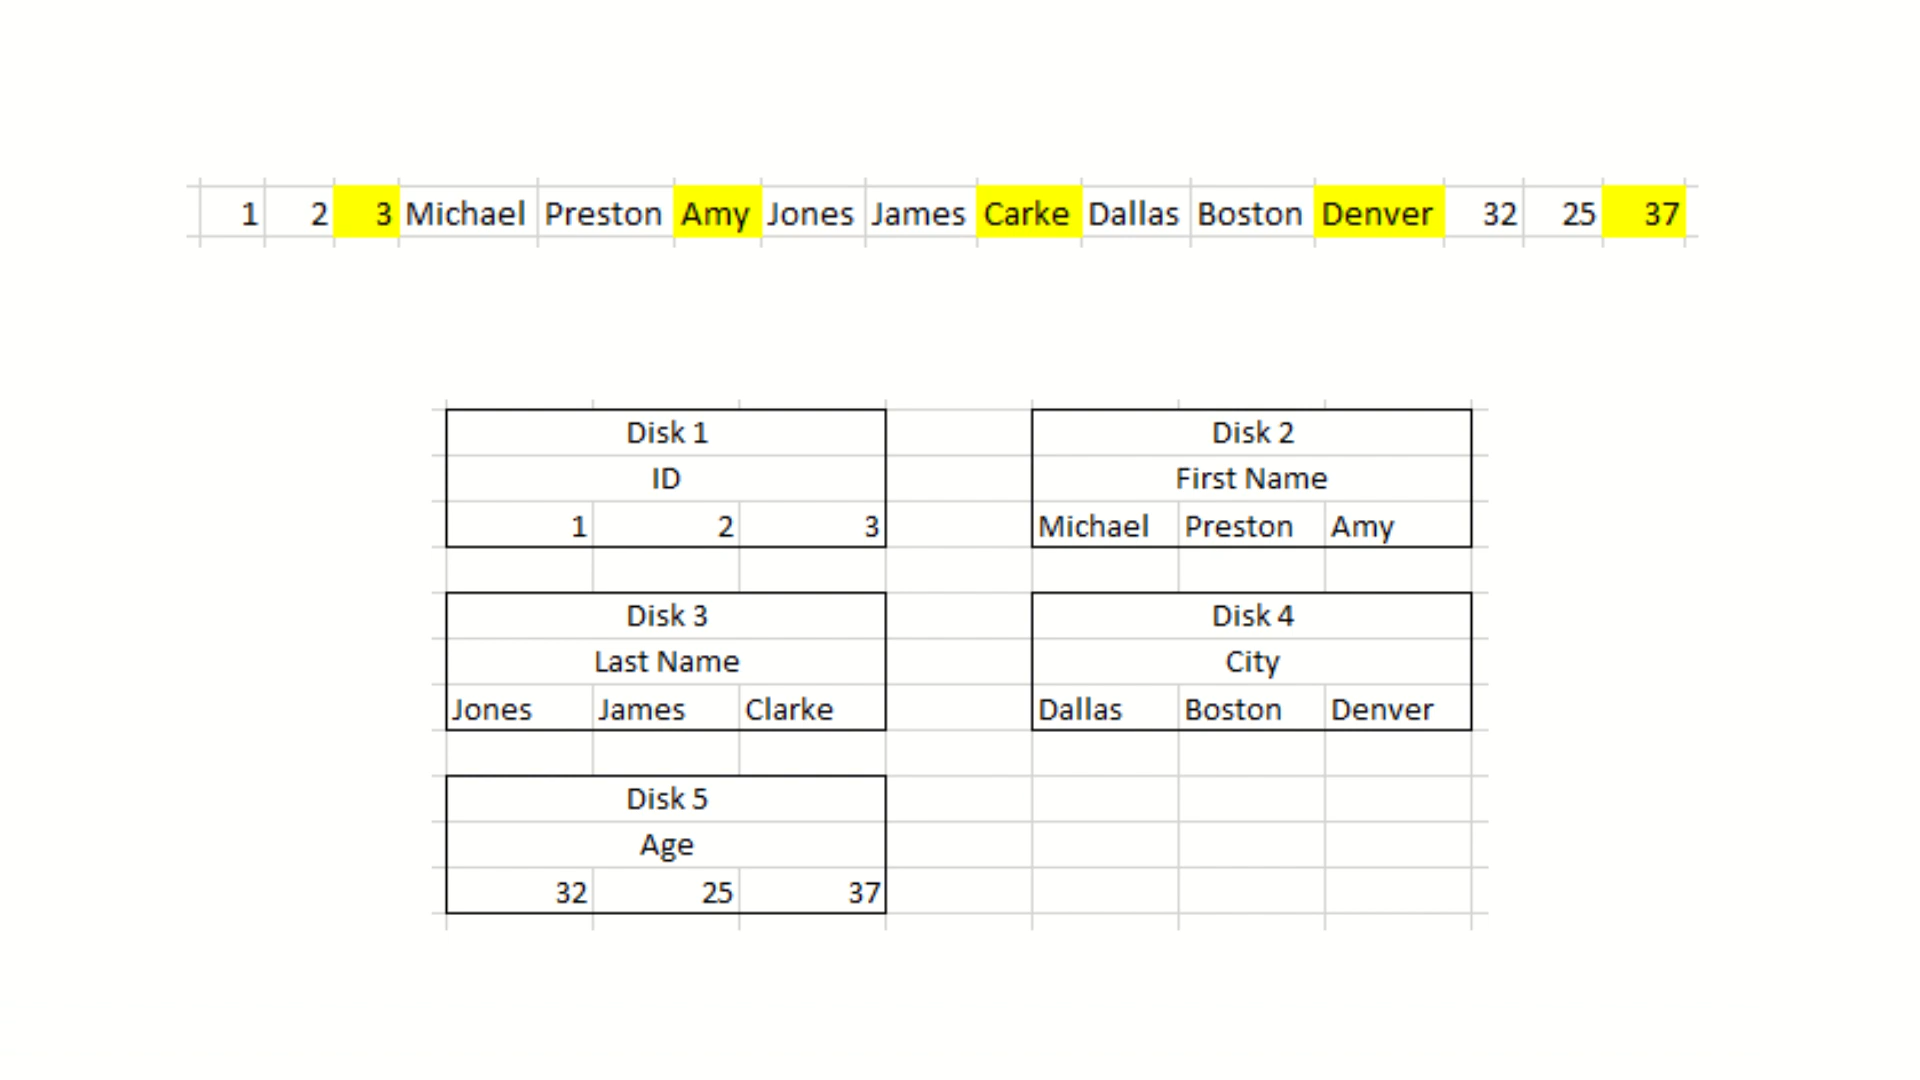 1 2 3 Michael Preston Amy Jones James Carke Dallas Boston Denver 32 25 37
Disk 1
ID
1 2 3
Disk 2
First Name
Michael Preston Amy
Disk 3
Last Name
Jones James Clarke
Disk 4
City
Dallas Boston Denver
Disk 5
Age
32 25 37